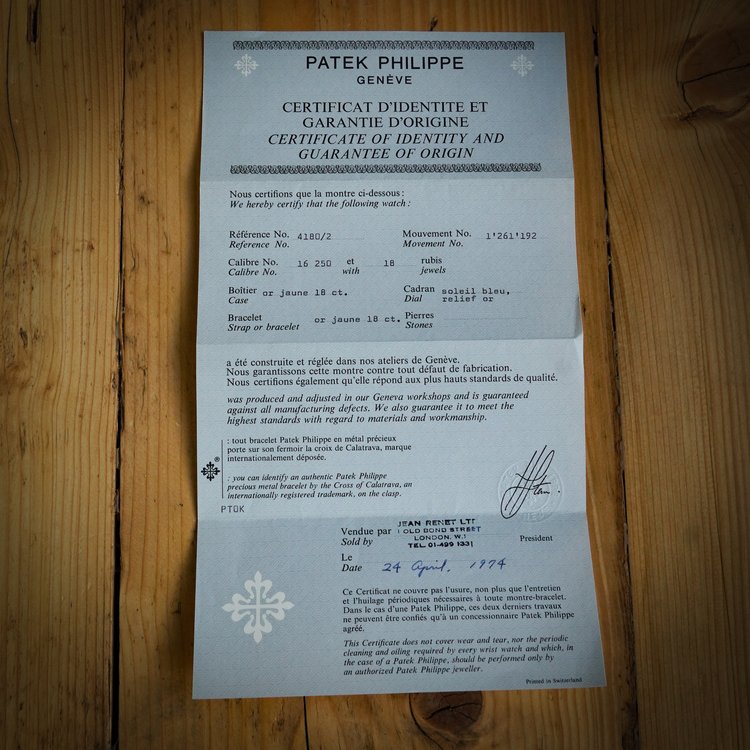 PATEK PHILIPPE
GENÈVE
CERTIFICAT D'IDENTITE ET
GARANTIE D'ORIGINE
CERTIFICATE OF IDENTITY AND
GUARANTEE OF ORIGIN
Nous certifions que la montre ci-dessous :
We hereby certify that the following watch :
Référence No. 4180/2 Mouvement No. 1'261'192
Reference No. Movement No.
Calibre No. 16 250 et 18 rubis
Calibre No. with jewels
Boîtier or jaune 18 ct. Cadran soleil bleu,
Case Dial relief or
Bracelet or jaune 18 ct. Pierres
Strap or bracelet Stones
a été construite et réglée dans nos ateliers de Genève.
Nous garantissons cette montre contre tout défaut de fabrication.
Nous certifions également qu'elle répond aux plus hauts standards de qualité.
was produced and adjusted in our Geneva workshops and is guaranteed
against all manufacturing defects. We also guarantee it to meet the
highest standards with regard to materials and workmanship.
: tout bracelet Patek Philippe en métal précieux
porte sur son fermoir la croix de Calatrava, marque
internationalement déposée.
®
: you can identify an authentic Patek Philippe
precious metal bracelet by the Cross of Calatrava, an
internationally registered trademark, on the clasp.
PTOK
Vendue par JEAN RENET LTD
Sold by 1 OLD BOND STREET
LONDON. W.1
TEL. 01-499 1331
President
Le
Date 24 April, 1974
Ce Certificat ne couvre pas l'usure, non plus que l'entretien
et l'huilage périodiques nécessaires à toute montre-bracelet.
Dans le cas d'une Patek Philippe, ces deux derniers travaux
ne peuvent être confiés qu'à un concessionnaire Patek Philippe
agréé.
This Certificate does not cover wear and tear, nor the periodic
cleaning and oiling required by every wrist watch and which, in
the case of a Patek Philippe, should be performed only by
an authorized Patek Philippe jeweller.
Printed in Switzerland